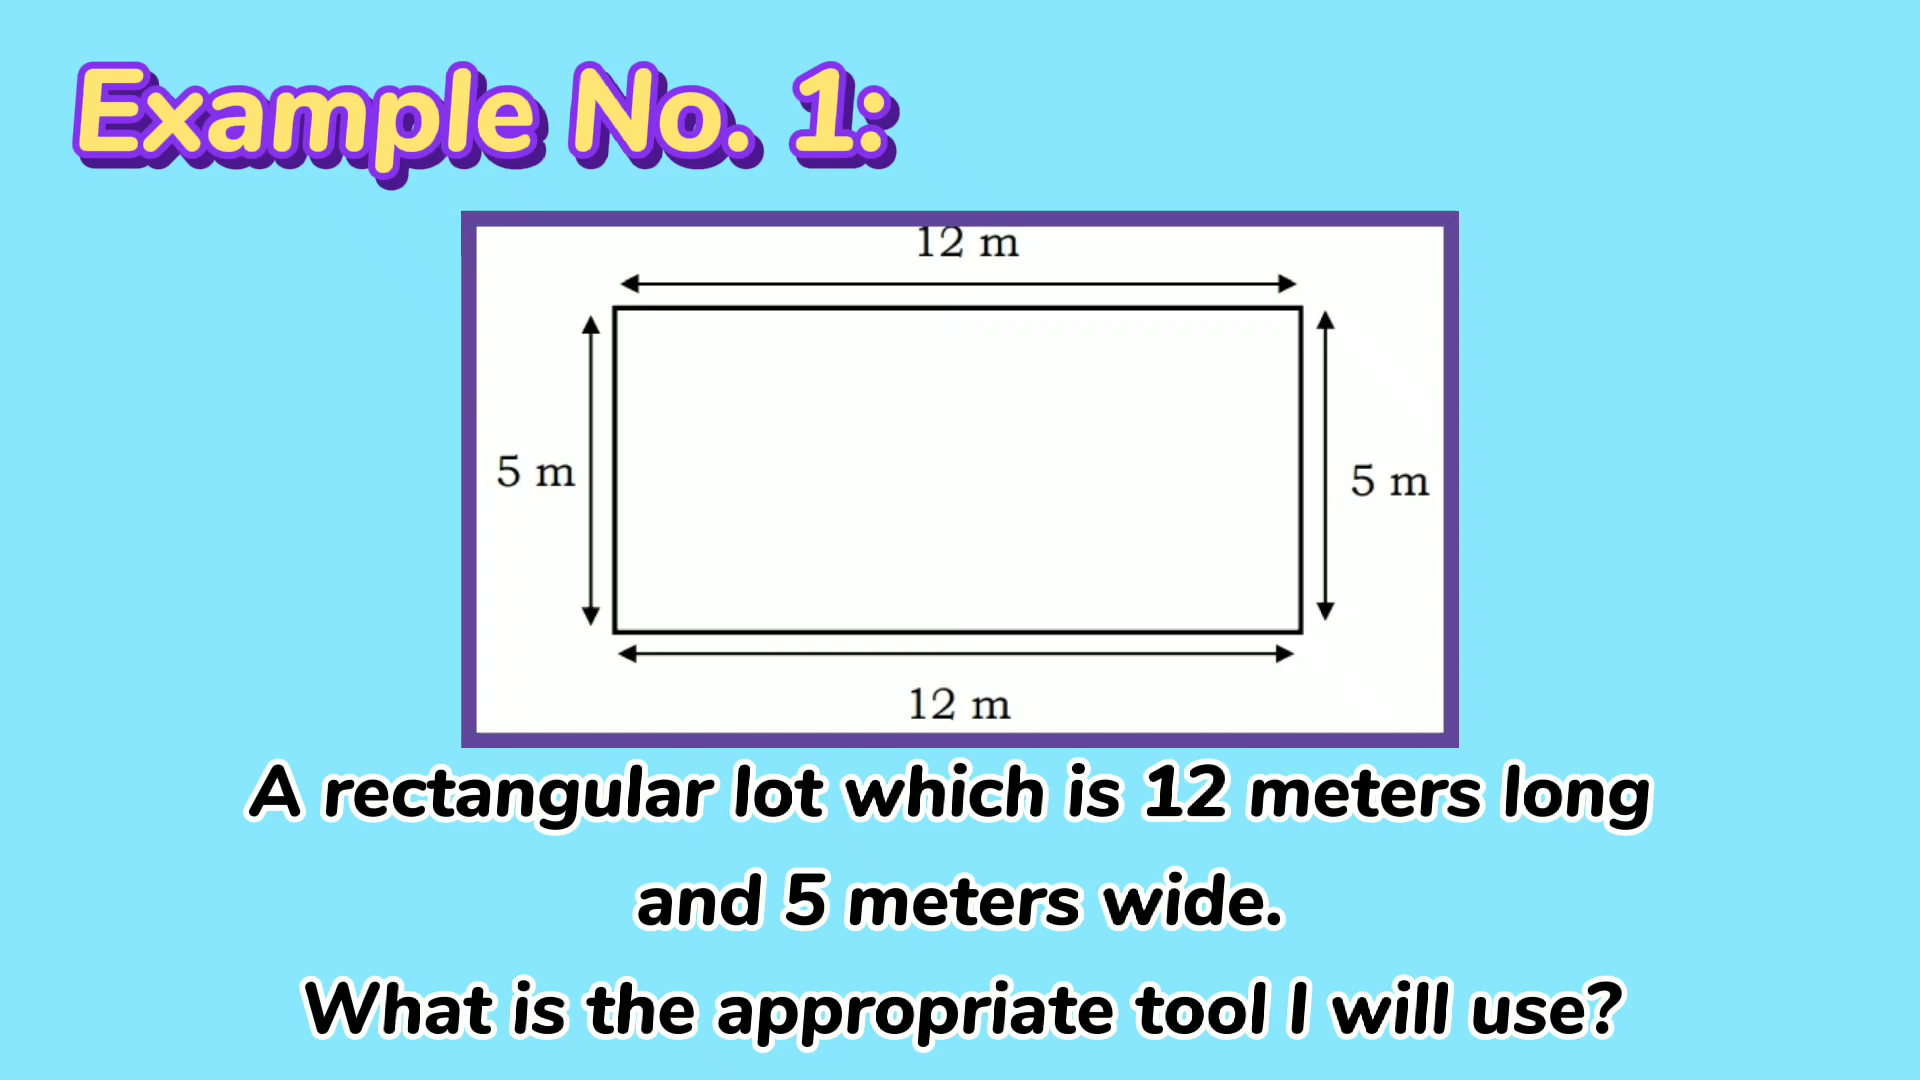 Example No. 1:
12 m
5 m
5 m
12 m
A rectangular lot which is 12 meters long
and 5 meters wide.
What is the appropriate tool I will use?